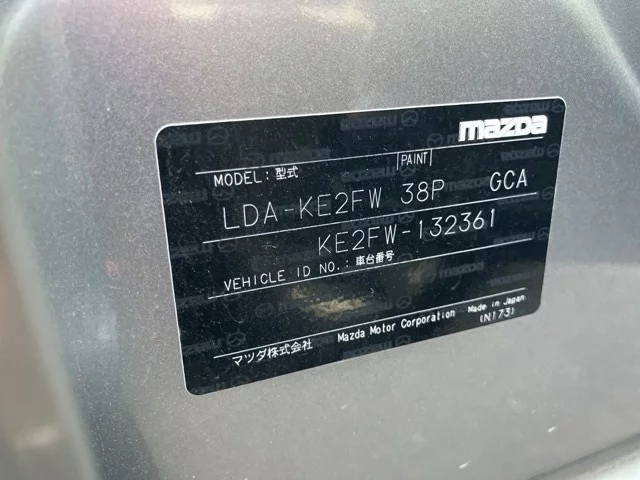 mazda
MODEL: 型式 PAINT
LDA-KE2FW 38P GCA
KE2FW-132361
VEHICLE ID NO.: 車台番号
マツダ株式会社 Mazda Motor Corporation Made in Japan
(N173)